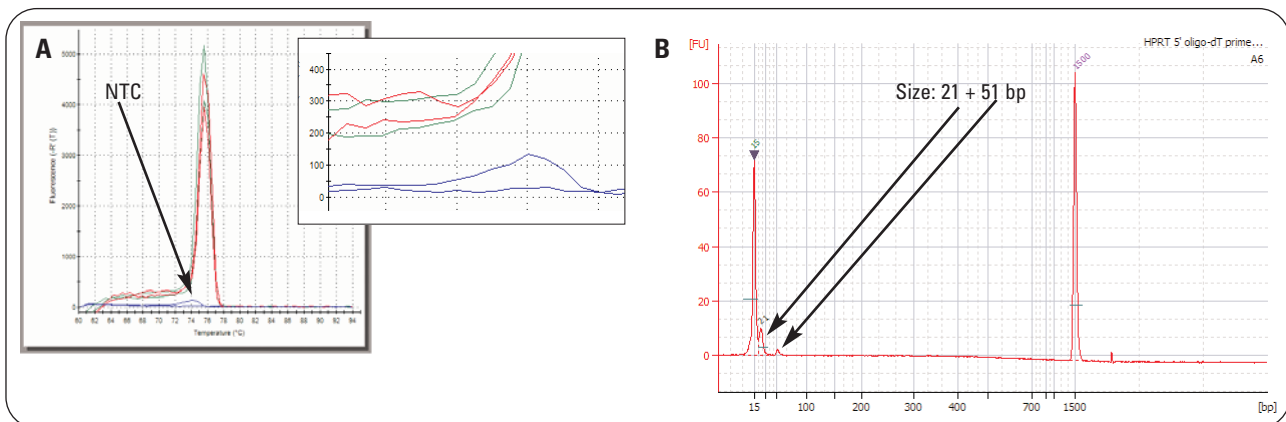 A
NTC
Fluorescence (-R' (T))
5000
4000
3000
2000
1000
0
60 62 64 66 68 70 72 74 76 78 80 82 84 86 88 90 92 94
Temperature (°C)
400
300
200
100
0
B
[FU]
HPRT 5' oligo-dT prime...
A6
1500
Size: 21 + 51 bp
15
21
100
80
60
40
20
0
15 100 200 300 400 700 1500 [bp]